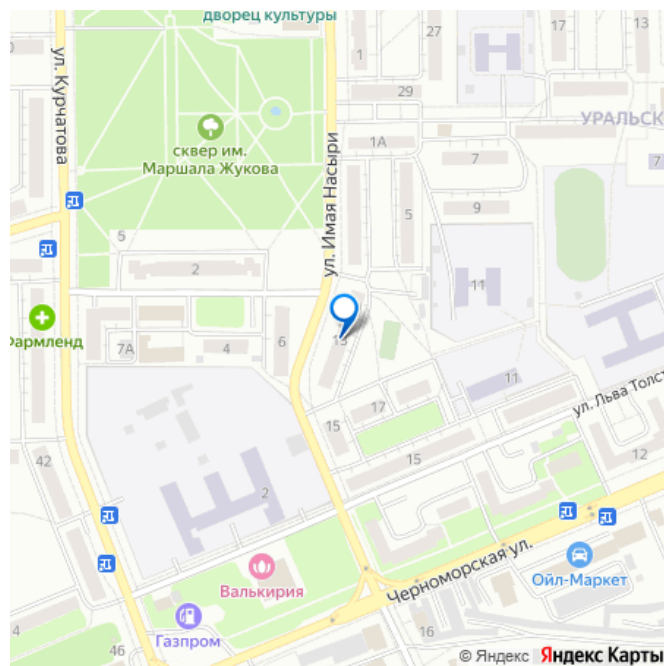 дворец культуры
27
1
29
ул. Курчатова
УРАЛЬСК
1А
сквер им.
Маршала Жукова
7
7
ул. Имая Насыри
9
5
5
2
11
Фармленд
13
7А
4
6
11
ул. Льва Толст
17
15
15
42
12
2
Черноморская ул.
Валькирия
Ойл-Маркет
Газпром
16
46
© Яндекс Яндекс Карты